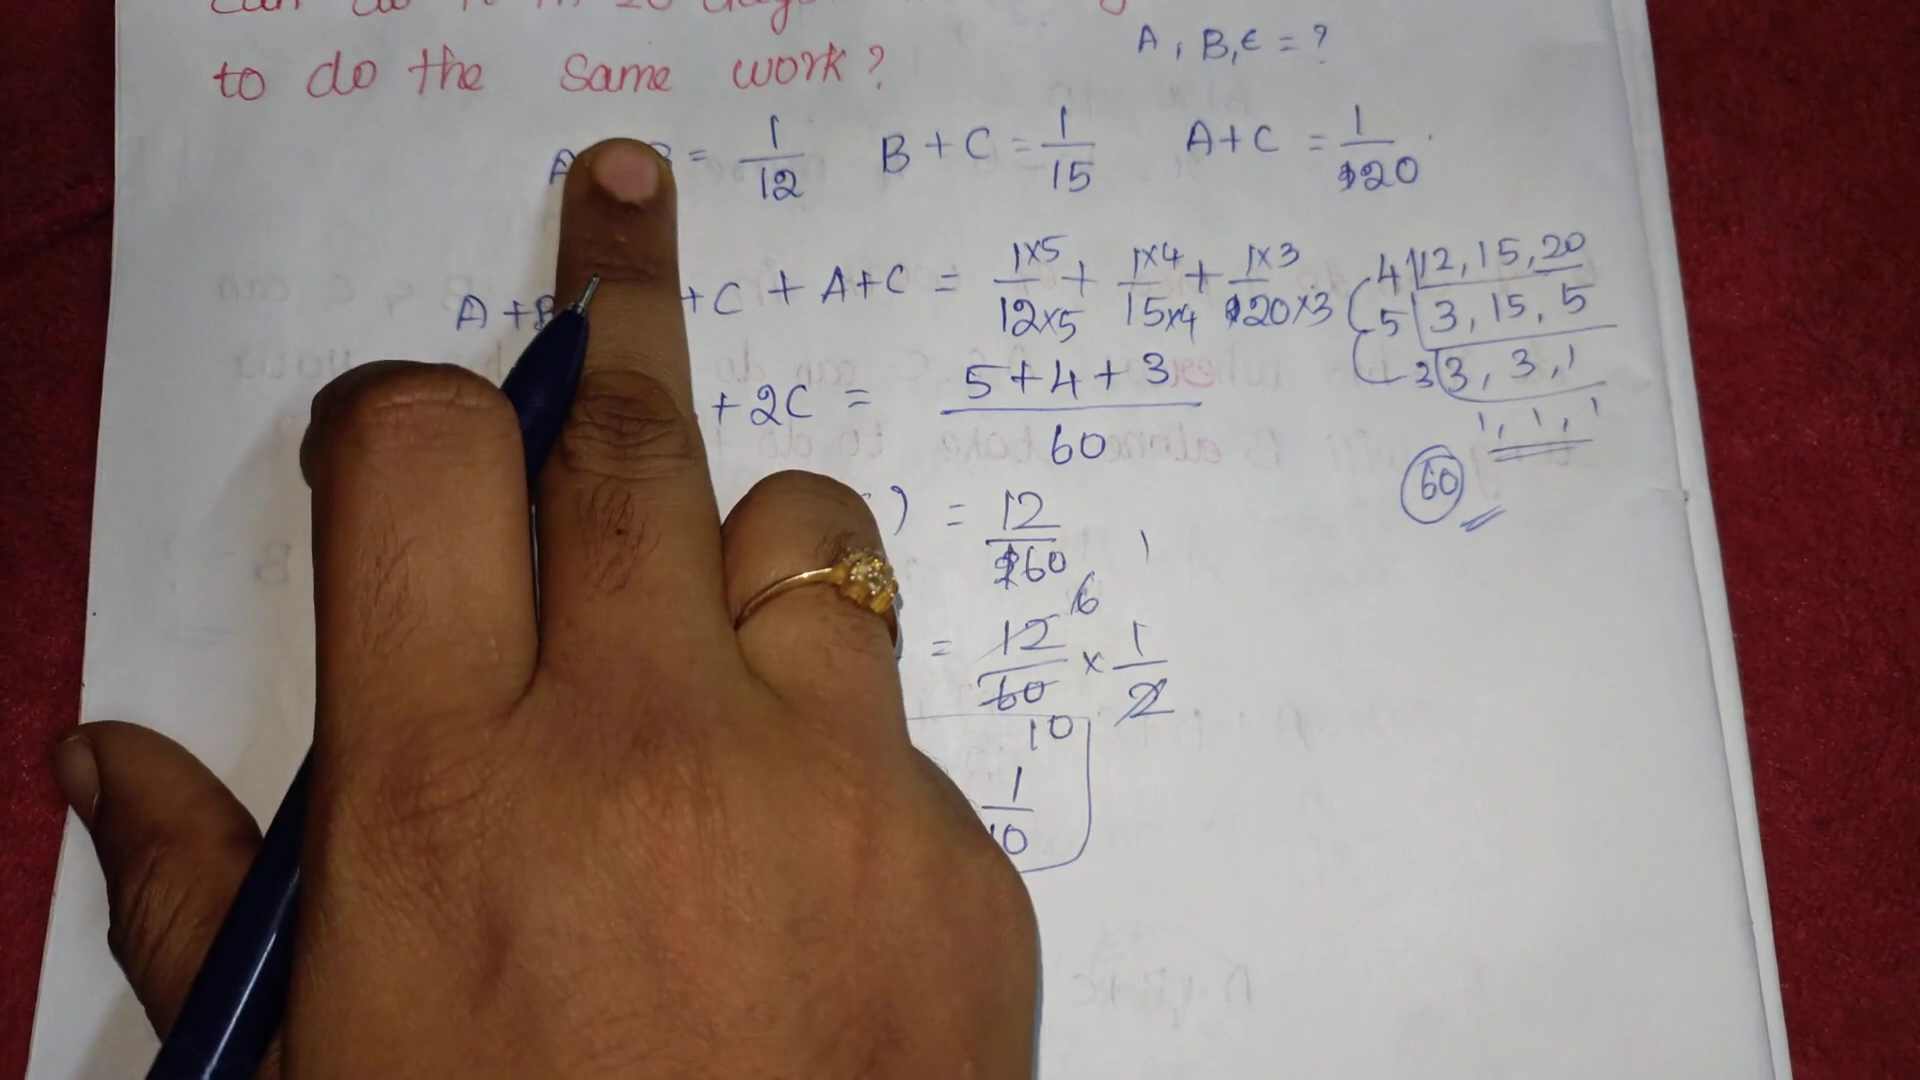 to do the same work?
A, B, C = ?
= 1/12 B + C = 1/15 A + C = 1/20
A + B + C + A + C = 1×5/12×5 + 1×4/15×4 + 1×3/20×3
4 | 12, 15, 20
5 | 3, 15, 5
3 | 3, 3, 1
1, 1, 1
+ 2C = 5 + 4 + 3/60
60
) = 12/60
= 12/60 × 1/2
6
10
1/10